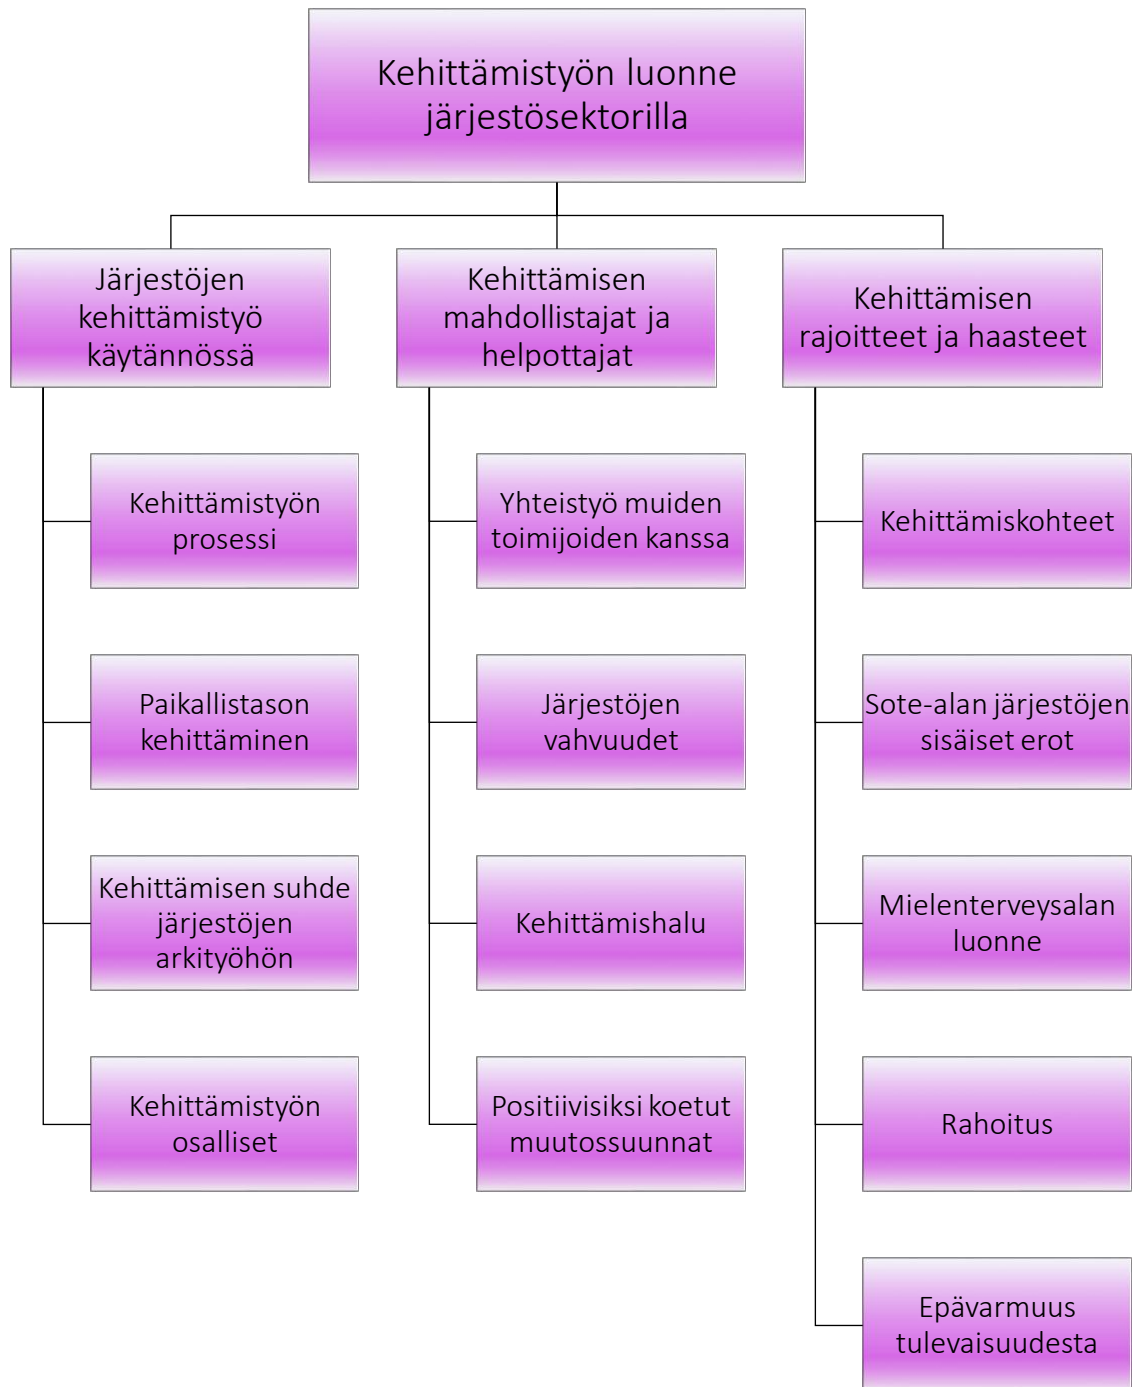 Kehittämistyön luonne
järjestösektorilla
Järjestöjen
kehittämistyö
käytännössä
Kehittämistyön
prosessi
Paikallistason
kehittäminen
Kehittämisen suhde
järjestöjen
arkityöhön
Kehittämistyön
osalliset
Kehittämisen
mahdollistajat ja
helpottajat
Yhteistyö muiden
toimijoiden kanssa
Järjestöjen
vahvuudet
Kehittämishalu
Positiivisiksi koetut
muutossuunnat
Kehittämisen
rajoitteet ja haasteet
Kehittämiskohteet
Sote-alan järjestöjen
sisäiset erot
Mielenterveysalan
luonne
Rahoitus
Epävarmuus
tulevaisuudesta